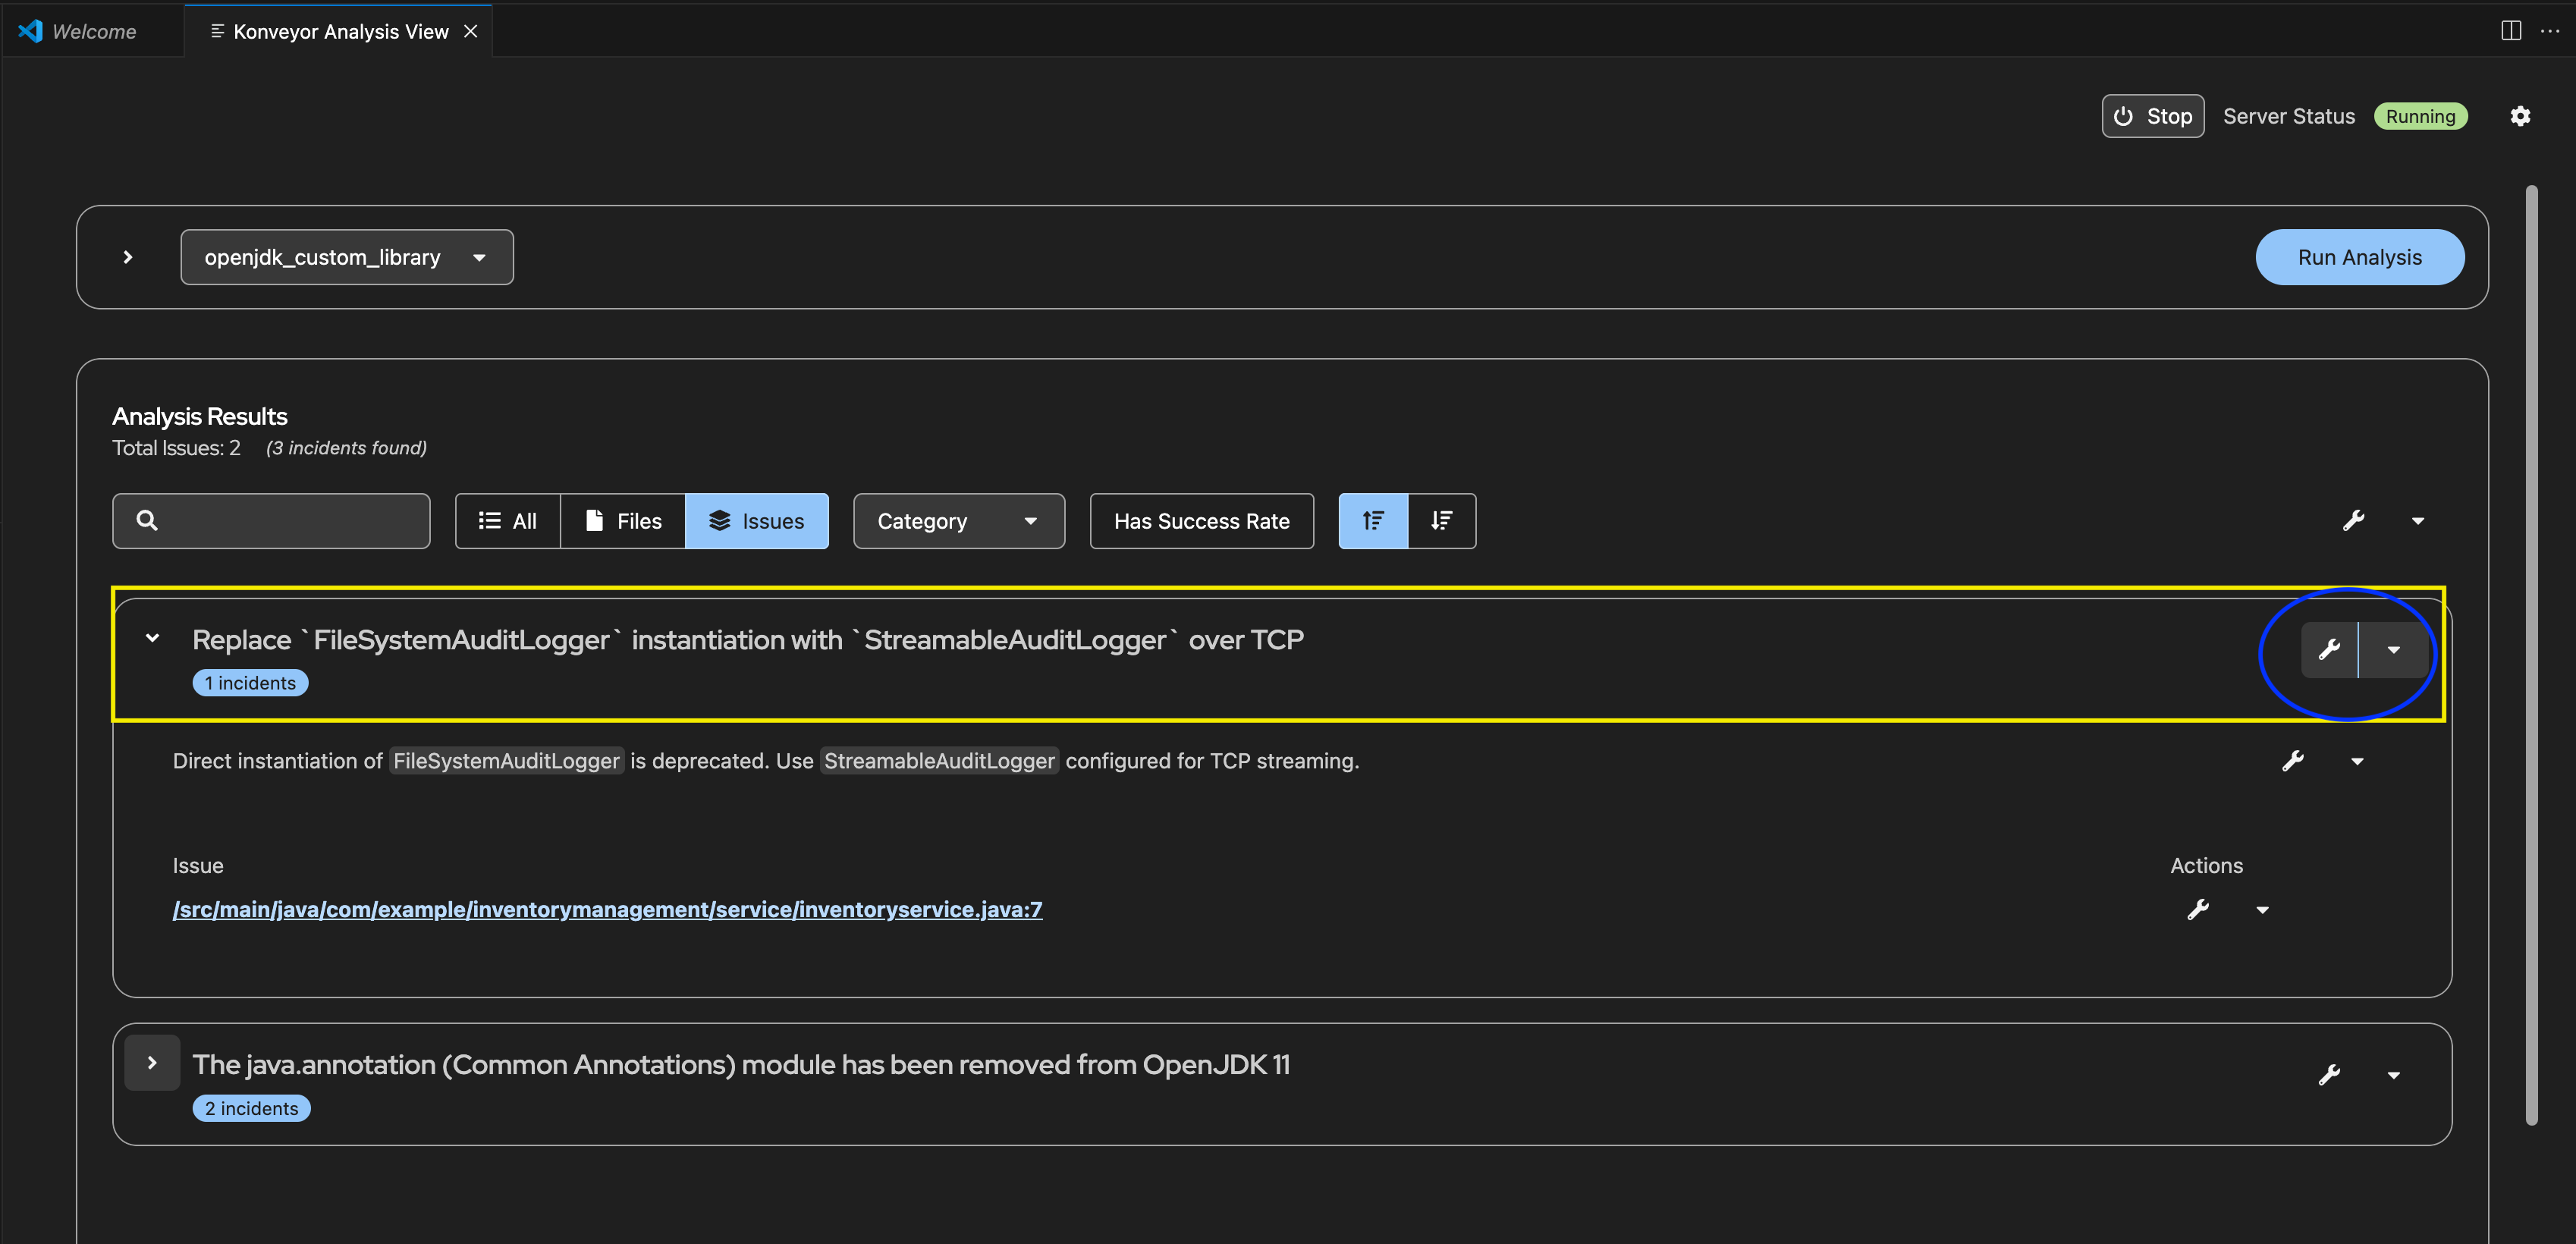 Welcome
Konveyor Analysis View
Stop Server Status Running
openjdk_custom_library Run Analysis
Analysis Results
Total Issues: 2 (3 incidents found)
All Files Issues Category Has Success Rate
Replace `FileSystemAuditLogger` instantiation with `StreamableAuditLogger` over TCP
1 incidents
Direct instantiation of FileSystemAuditLogger is deprecated. Use StreamableAuditLogger configured for TCP streaming.
Issue Actions
/src/main/java/com/example/inventorymanagement/service/inventoryservice.java:7
The java.annotation (Common Annotations) module has been removed from OpenJDK 11
2 incidents